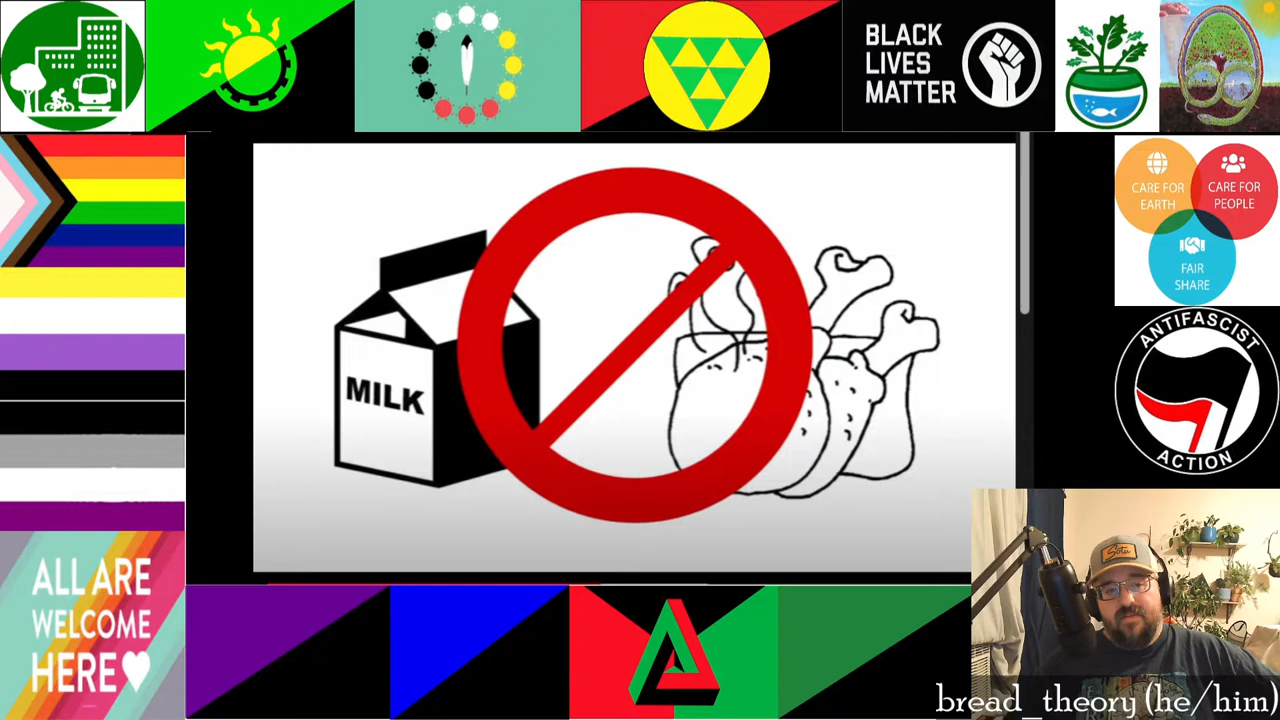 BLACK
LIVES
MATTER
CARE FOR
EARTH
CARE FOR
PEOPLE
FAIR
SHARE
MILK
ANTIFASCIST
ACTION
Sota
ALL ARE
WELCOME
HERE
bread_theory (he/him)